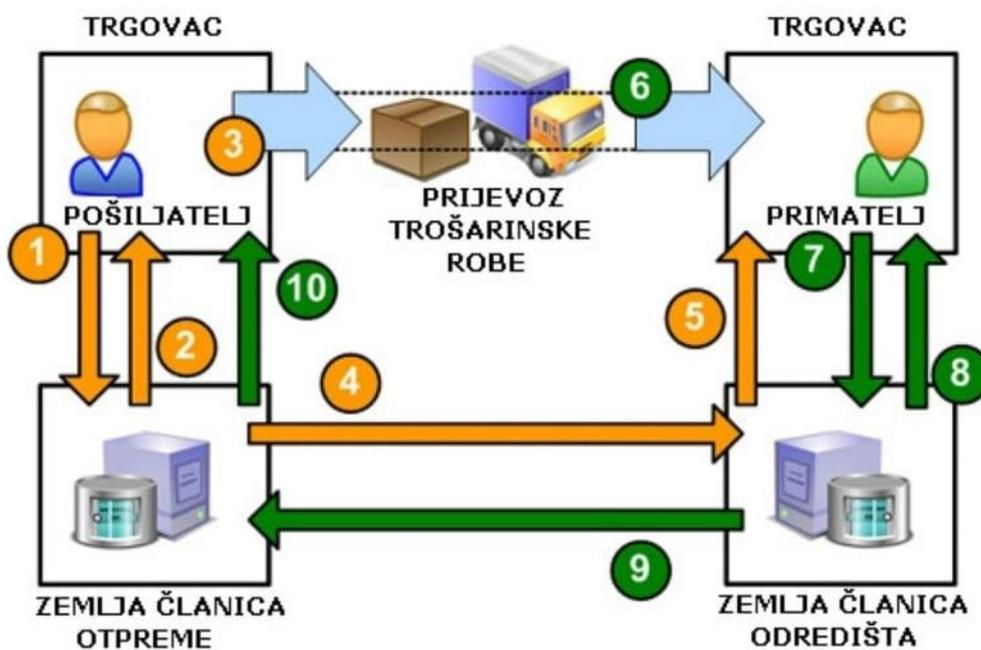 TRGOVAC
TRGOVAC
6
3
POŠILJATELJ
PRIJEVOZ
TROŠARINSKE
ROBE
PRIMATELJ
1
7
10
2
5
4
8
9
ZEMLJA ČLANICA
OTPREME
ZEMLJA ČLANICA
ODREDIŠTA